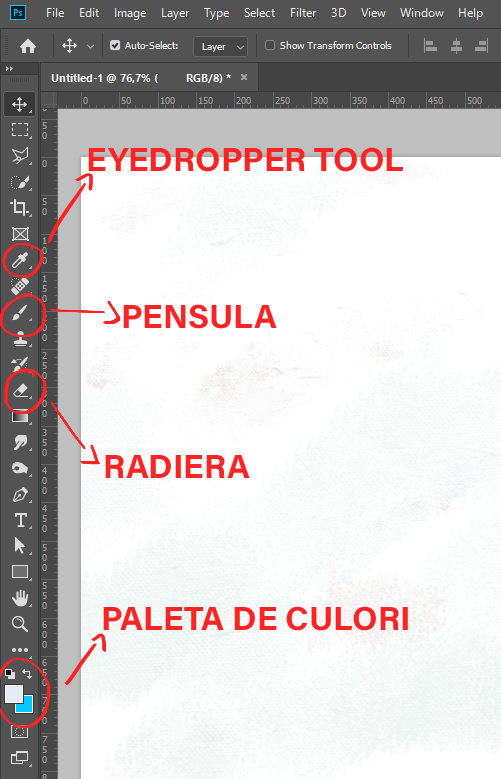 Ps File Edit Image Layer Type Select Filter 3D View Window Help
Auto-Select: Layer Show Transform Controls
Untitled-1 @ 76,7% ( RGB/8) * ×
0 50 100 150 200 250 300 350 400 450 500
EYEDROPPER TOOL
PENSULA
RADIERA
PALETA DE CULORI